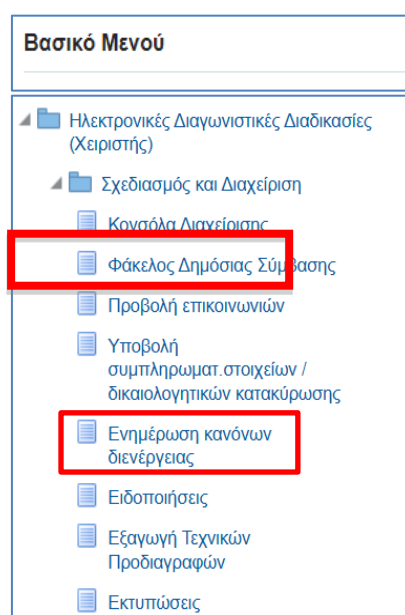 Βασικό Μενού
Ηλεκτρονικές Διαγωνιστικές Διαδικασίες
(Χειριστής)
Σχεδιασμός και Διαχείριση
Κονσόλα Διαχείρισης
Φάκελος Δημόσιας Σύμβασης
Προβολή επικοινωνιών
Υποβολή
συμπληρωματ.στοιχείων /
δικαιολογητικών κατακύρωσης
Ενημέρωση κανόνων
διενέργειας
Ειδοποιήσεις
Εξαγωγή Τεχνικών
Προδιαγραφών
Εκτυπώσεις